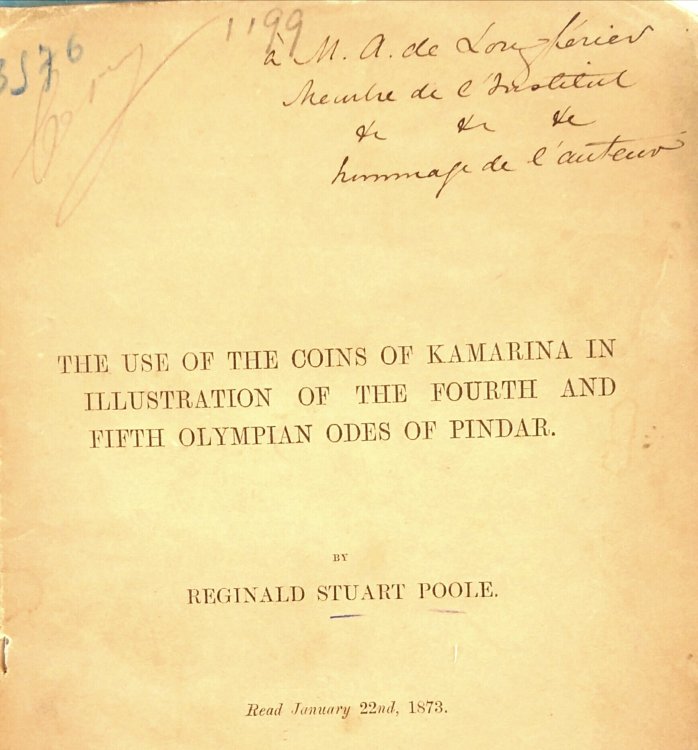 3576
1199
à M. A. de Longpérier
Membre de l'Institut
&c &c &c
hommage de l'auteur
THE USE OF THE COINS OF KAMARINA IN
ILLUSTRATION OF THE FOURTH AND
FIFTH OLYMPIAN ODES OF PINDAR.
BY
REGINALD STUART POOLE.
Read January 22nd, 1873.